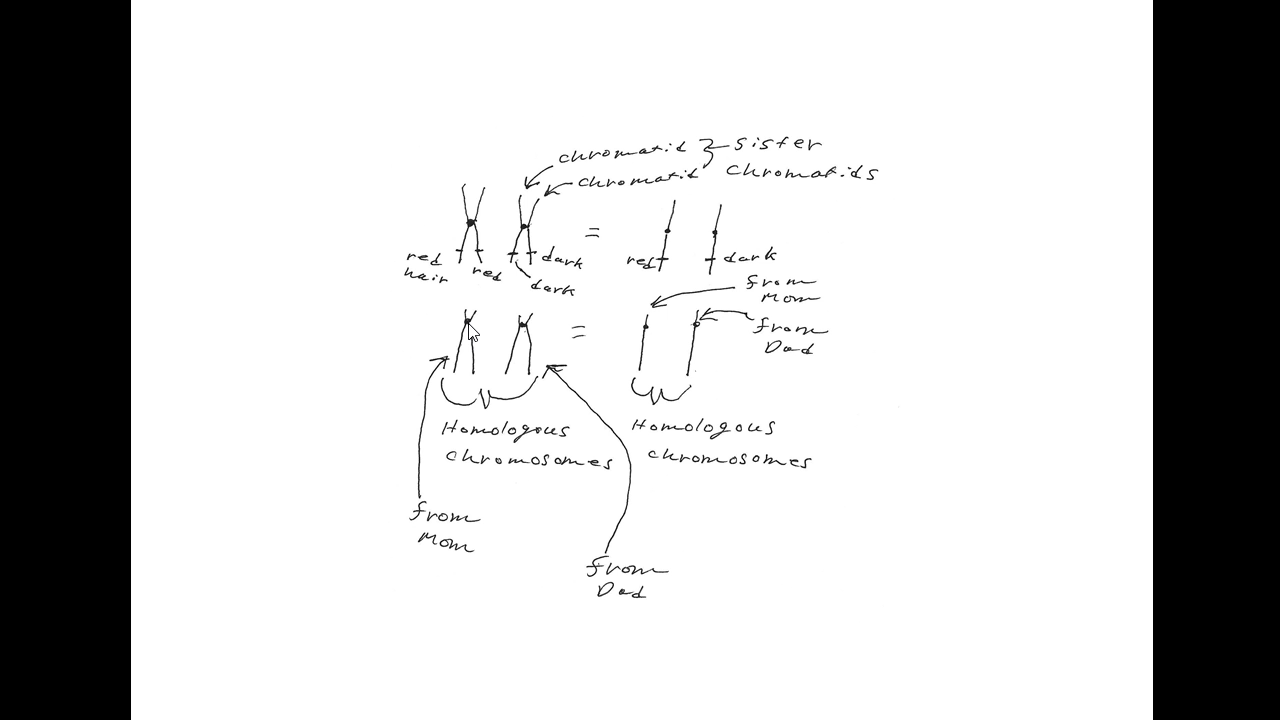 chromatid } sister
chromatid chromatids
= 
red
hair
red
dark
dark
red
dark
from
Mom
=
from
Dad
Homologous
chromosomes
Homologous
chromosomes
from
Mom
from
Dad